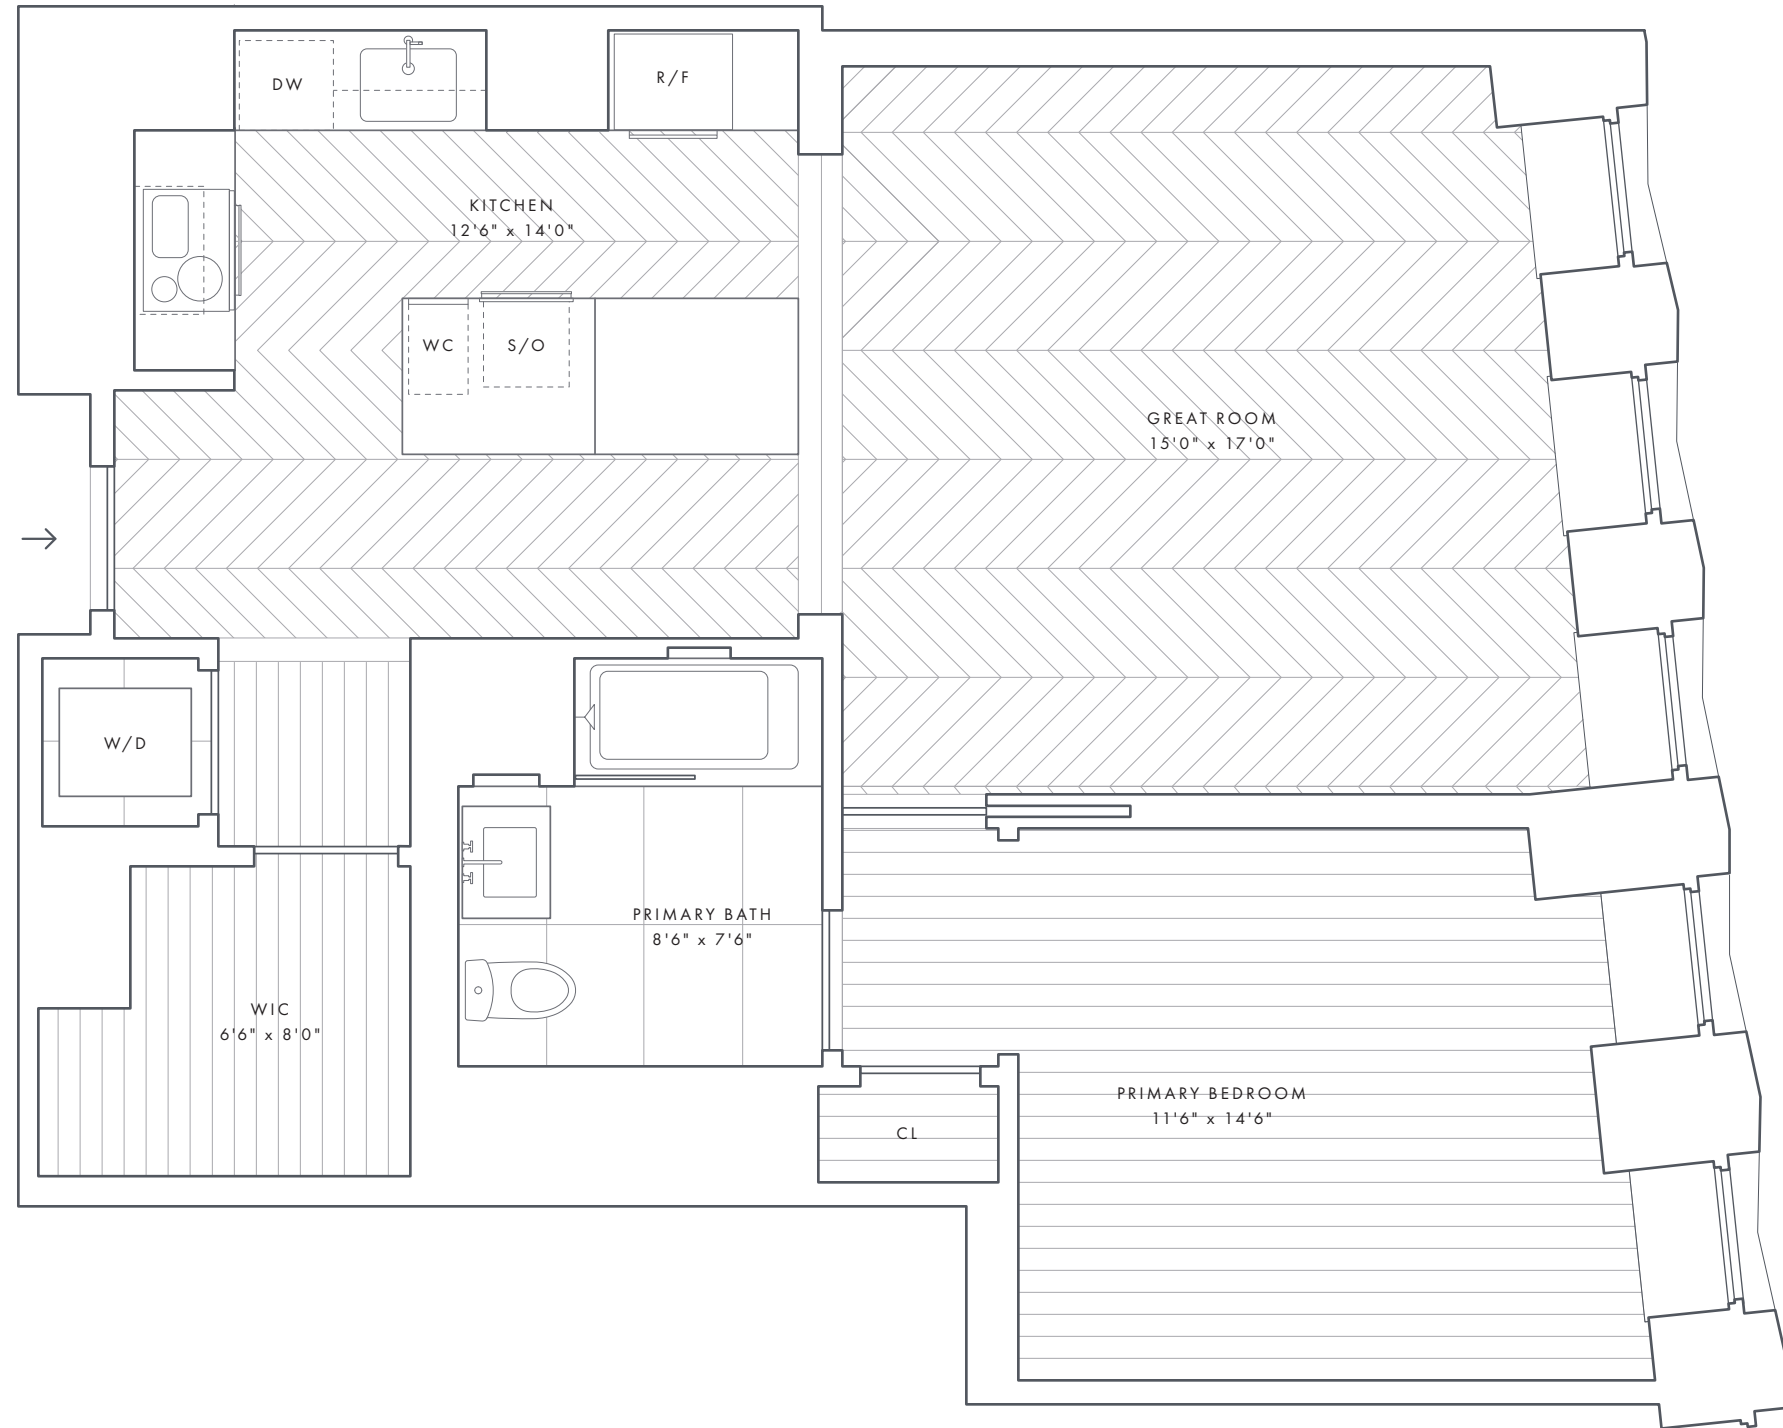 DW
R/F
KITCHEN
12'6" x 14'0"
WC
S/O
GREAT ROOM
15'0" x 17'0"
W/D
PRIMARY BATH
8'6" x 7'6"
WIC
6'6" x 8'0"
PRIMARY BEDROOM
11'6" x 14'6"
CL